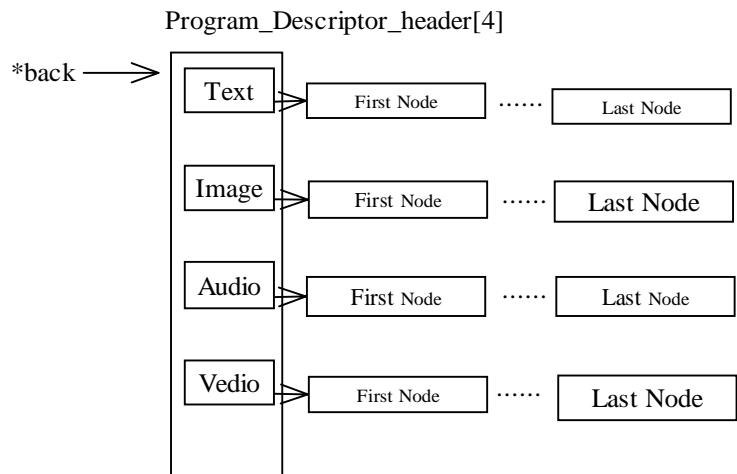 Program_Descriptor_header[4]
*back
Text First Node ...... Last Node
Image First Node ...... Last Node
Audio First Node ...... Last Node
Vedio First Node ...... Last Node